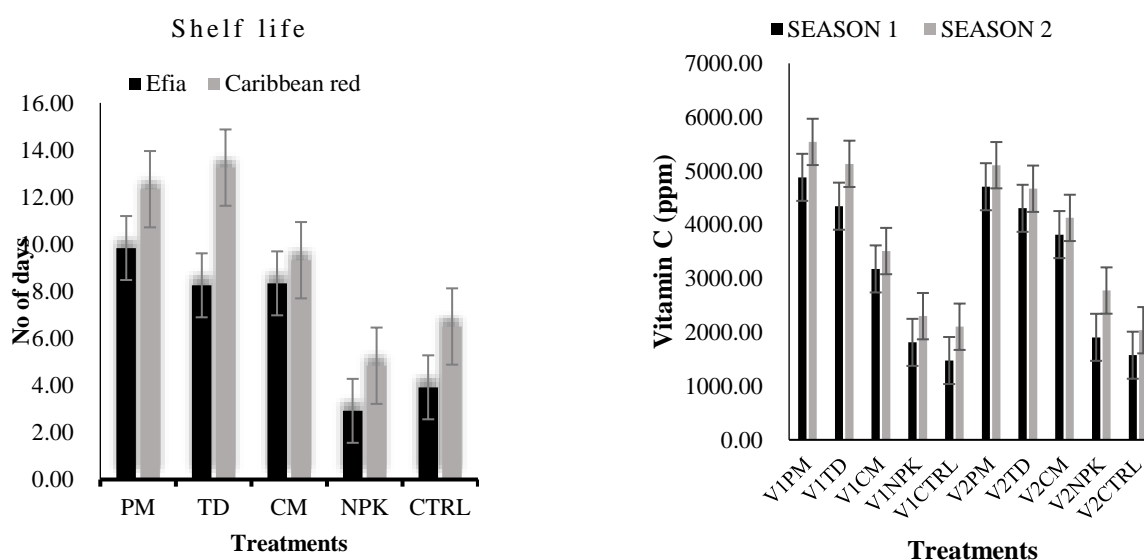 Shelf life
Efia Caribbean red
16.00
14.00
12.00
10.00
8.00
6.00
4.00
2.00
0.00
No of days
PM TD CM NPK CTRL
Treatments
SEASON 1 SEASON 2
7000.00
6000.00
5000.00
4000.00
3000.00
2000.00
1000.00
0.00
Vitamin C (ppm)
V1PM V1TD V1CM V1NPK V1CTRL V2PM V2TD V2CM V2NPK V2CTRL
Treatments